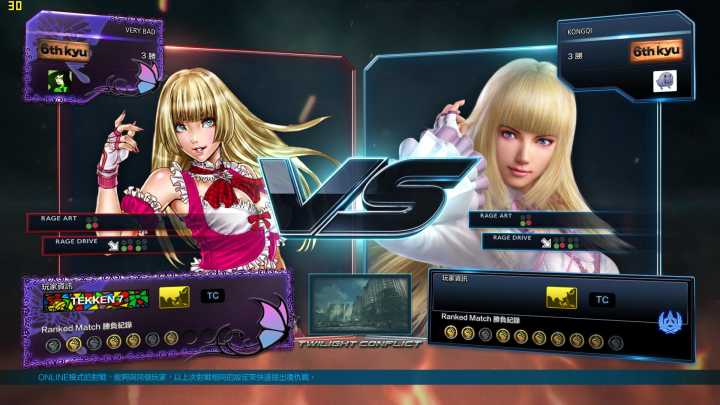 30
VERY BAD
6th kyu
3 勝
KONGQI
6th kyu
3 勝
VS
RAGE ART
RAGE DRIVE
RAGE ART
RAGE DRIVE
玩家資訊
TEKKEN 7
TC
Ranked Match 勝負紀錄
玩家資訊
TC
Ranked Match 勝負紀錄
TWILIGHT CONFLICT